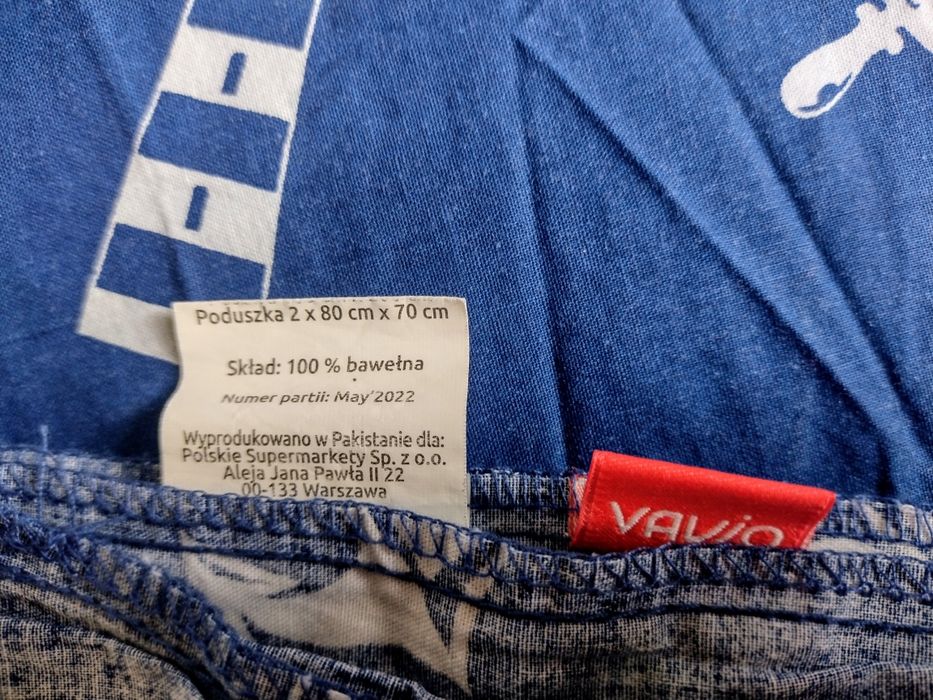 Poduszka 2 x 80 cm x 70 cm
Skład: 100 % bawełna
Numer partii: May'2022
Wyprodukowano w Pakistanie dla:
Polskie Supermarkety Sp. z o.o.
Aleja Jana Pawła II 22
00-133 Warszawa
VAVIO